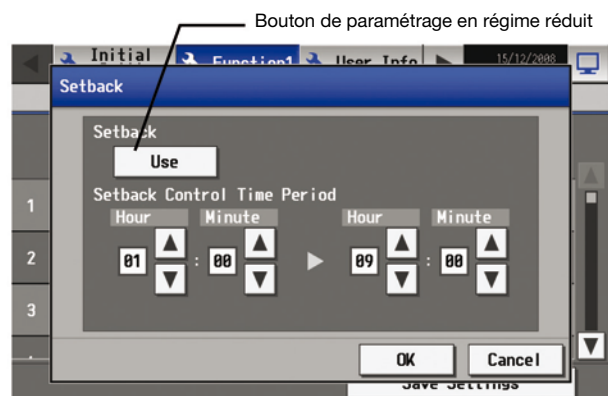 Bouton de paramétrage en régime réduit
Initial Function1 User Info 15/12/2008
Setback
Setback
Use
Setback Control Time Period
Hour Minute Hour Minute
01 : 00 09 : 00
1
2
3
OK Cancel
Save Settings